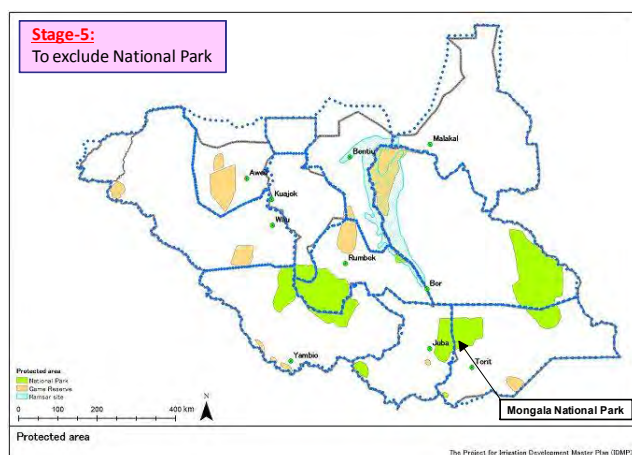 Stage-5:
To exclude National Park
Malakal
Bentiu
Aweil
Kuajok
Wau
Rumbek
Bor
Juba
Yambio
Torit
Protected area
National Park
Game Reserve
Ramsar site
0 50 100 200 300 400 km
N
Mongala National Park
Protected area
The Project for Irrigation Development Master Plan (IDMP)